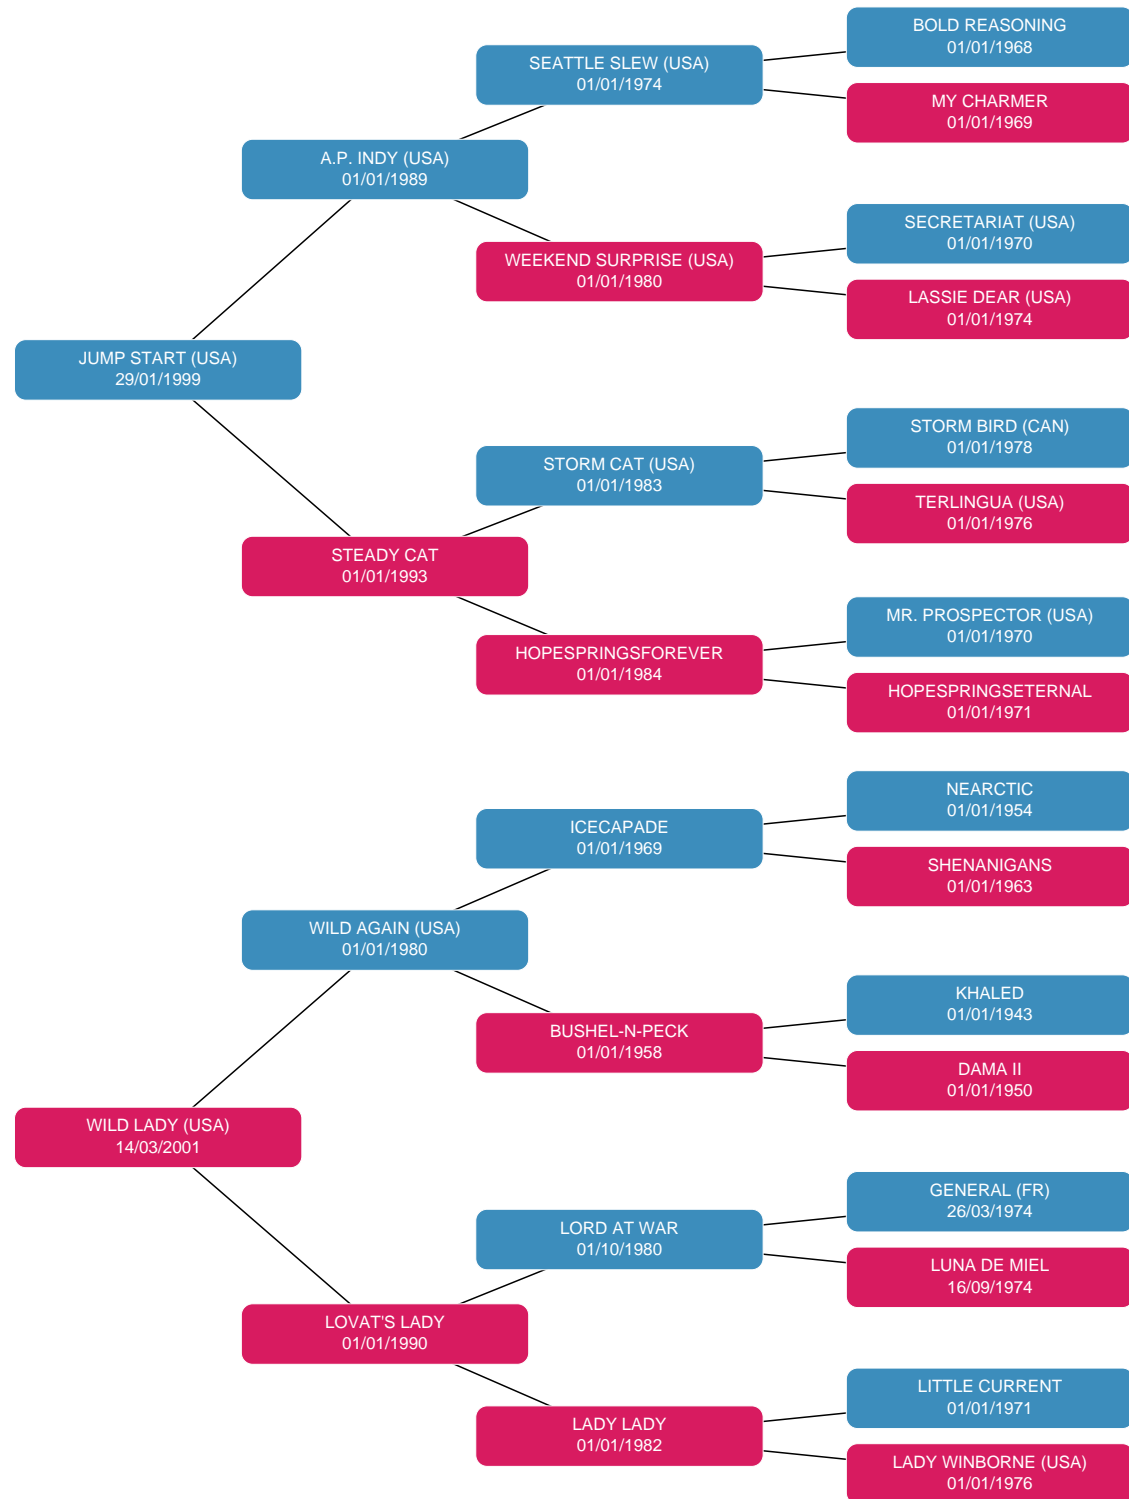 BOLD REASONING
01/01/1968
SEATTLE SLEW (USA)
01/01/1974
MY CHARMER
01/01/1969
A.P. INDY (USA)
01/01/1989
SECRETARIAT (USA)
01/01/1970
WEEKEND SURPRISE (USA)
01/01/1980
LASSIE DEAR (USA)
01/01/1974
JUMP START (USA)
29/01/1999
STORM BIRD (CAN)
01/01/1978
STORM CAT (USA)
01/01/1983
TERLINGUA (USA)
01/01/1976
STEADY CAT
01/01/1993
MR. PROSPECTOR (USA)
01/01/1970
HOPESPRINGSFOREVER
01/01/1984
HOPESPRINGSETERNAL
01/01/1971
NEARCTIC
01/01/1954
ICECAPADE
01/01/1969
SHENANIGANS
01/01/1963
WILD AGAIN (USA)
01/01/1980
KHALED
01/01/1943
BUSHEL-N-PECK
01/01/1958
DAMA II
01/01/1950
WILD LADY (USA)
14/03/2001
GENERAL (FR)
26/03/1974
LORD AT WAR
01/10/1980
LUNA DE MIEL
16/09/1974
LOVAT'S LADY
01/01/1990
LITTLE CURRENT
01/01/1971
LADY LADY
01/01/1982
LADY WINBORNE (USA)
01/01/1976